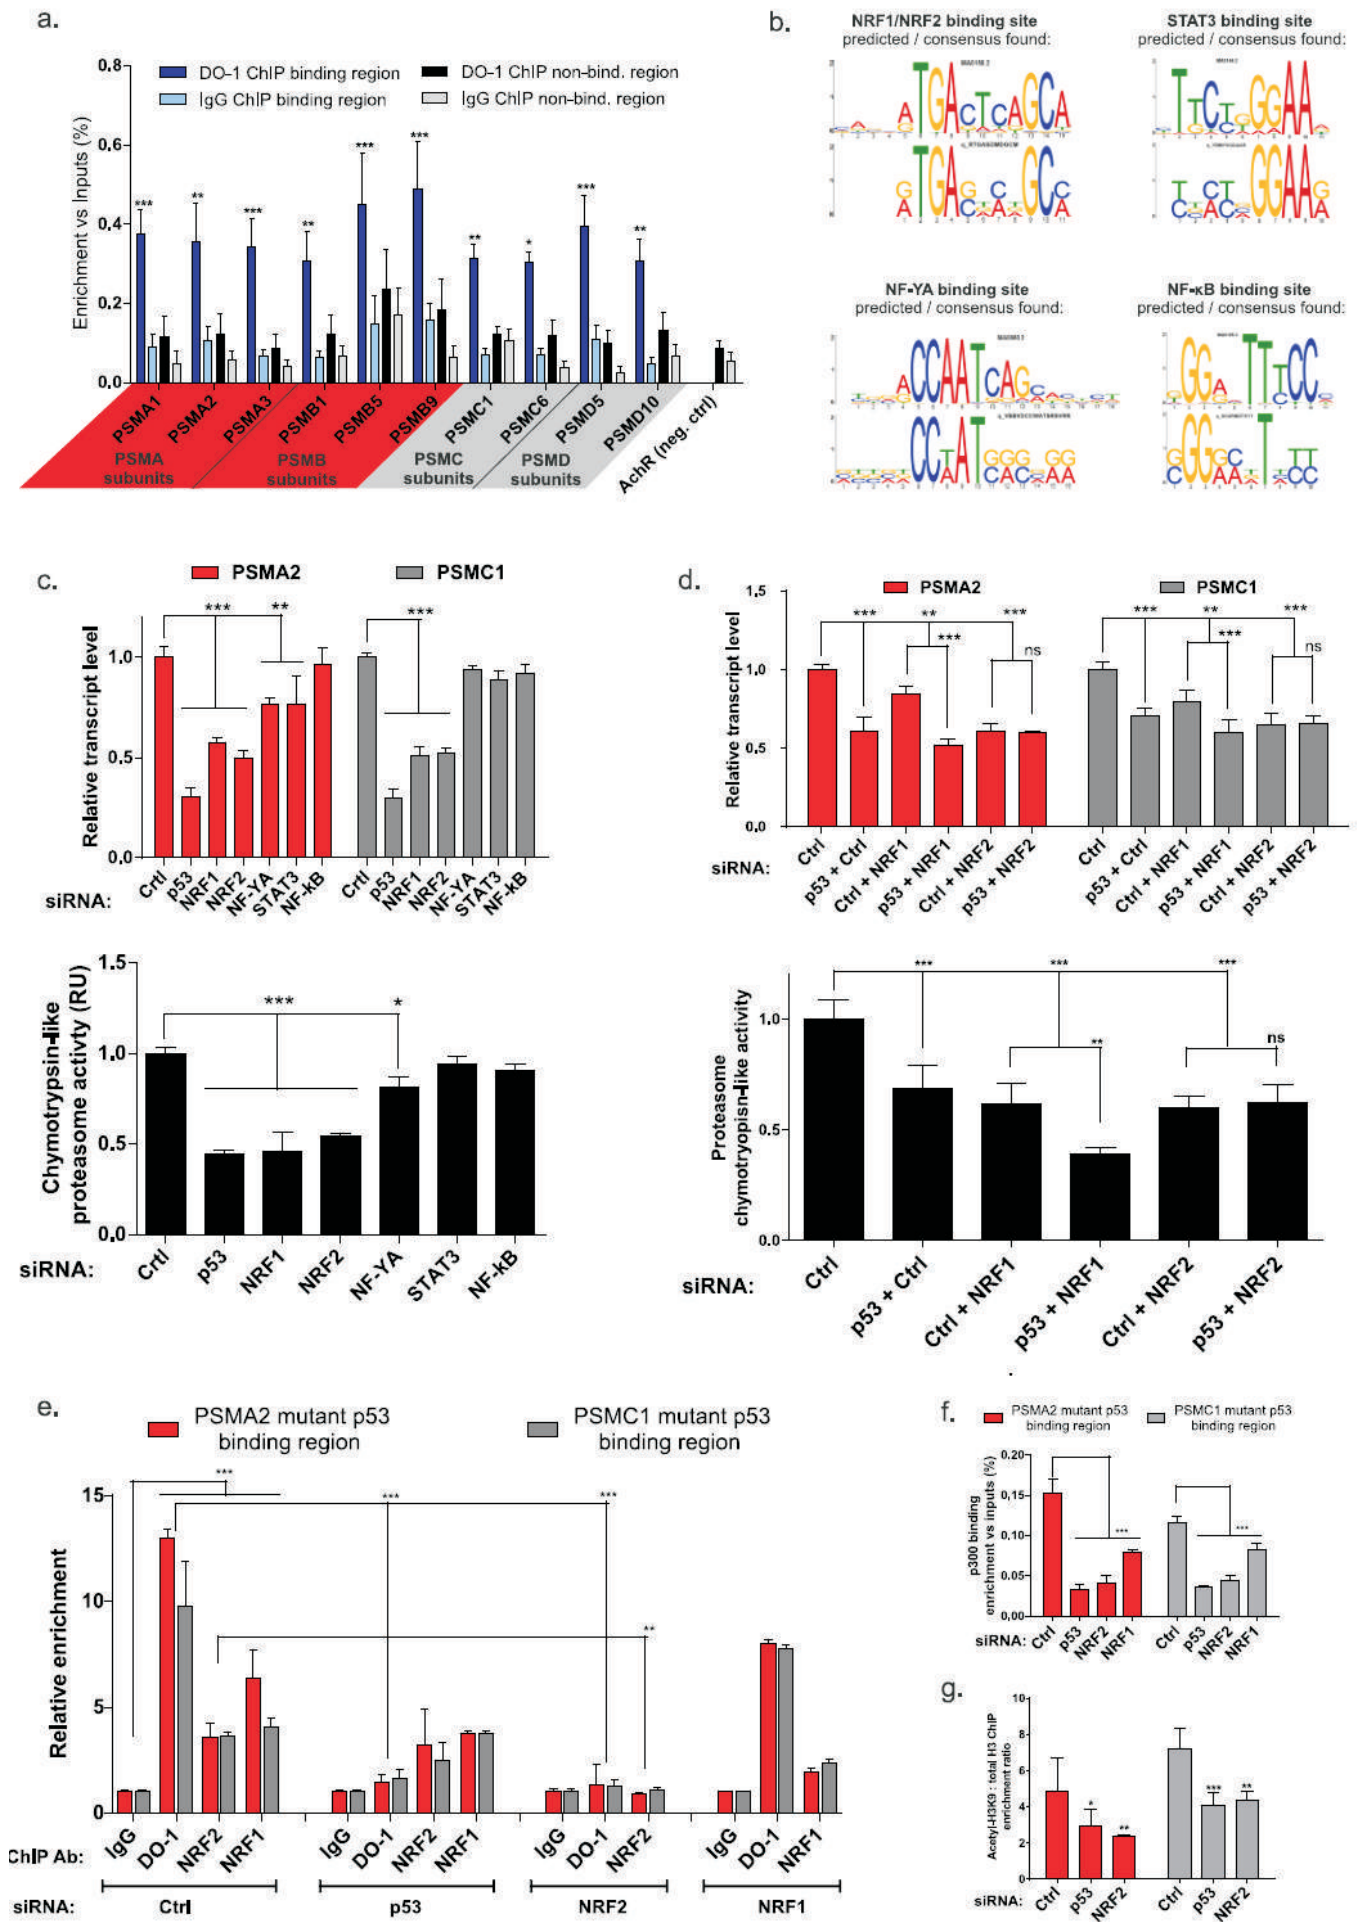 a.
0.8
0.6
0.4
0.2
0.0
Enrichment vs Inputs (%)
DO-1 ChIP binding region
DO-1 ChIP non-bind. region
IgG ChIP binding region
IgG ChIP non-bind. region
***
**
***
**
***
***
**
*
***
**
PSMA1
PSMA2
PSMA3
PSMB1
PSMB5
PSMB9
PSMC1
PSMC6
PSMD5
PSMD10
AchR (neg. ctrl)
PSMA subunits
PSMB subunits
PSMC subunits
PSMD subunits
b.
NRF1/NRF2 binding site
predicted / consensus found:
STAT3 binding site
predicted / consensus found:
NF-YA binding site
predicted / consensus found:
NF-κB binding site
predicted / consensus found:
c.
PSMA2
PSMC1
Relative transcript level
1.0
0.5
0.0
***
**
***
siRNA:
Crtl
p53
NRF1
NRF2
NF-YA
STAT3
NF-kB
Crtl
p53
NRF1
NRF2
NF-YA
STAT3
NF-kB
Chymotrypsin-like
proteasome activity (RU)
1.5
1.0
0.5
0.0
***
*
siRNA:
Crtl
p53
NRF1
NRF2
NF-YA
STAT3
NF-kB
d.
PSMA2
PSMC1
Relative transcript level
1.5
1.0
0.5
0.0
***
**
***
***
ns
***
**
***
***
ns
siRNA:
Ctrl
p53 + Ctrl
Ctrl + NRF1
p53 + NRF1
Ctrl + NRF2
p53 + NRF2
Ctrl
p53 + Ctrl
Ctrl + NRF1
p53 + NRF1
Ctrl + NRF2
p53 + NRF2
Proteasome
chymotryopisn-like activity
1.0
0.5
0.0
***
***
***
**
ns
siRNA:
Ctrl
p53 + Ctrl
Ctrl + NRF1
p53 + NRF1
Ctrl + NRF2
p53 + NRF2
e.
PSMA2 mutant p53
binding region
PSMC1 mutant p53
binding region
Relative enrichment
15
10
5
0
***
***
***
**
ChIP Ab:
IgG
DO-1
NRF2
NRF1
IgG
DO-1
NRF2
NRF1
IgG
DO-1
NRF2
IgG
DO-1
NRF1
siRNA:
Ctrl
p53
NRF2
NRF1
f.
PSMA2 mutant p53
binding region
PSMC1 mutant p53
binding region
p300 binding
enrichment vs inputs (%)
0.20
0,15
0,10
0.05
0,00
***
***
siRNA:
Ctrl
p53
NRF2
NRF1
Ctrl
p53
NRF2
NRF1
g.
Acetyl-H3K9 : total H3 ChIP
enrichment ratio
10
8
6
4
2
0
*
**
***
**
siRNA:
Ctrl
p53
NRF2
Ctrl
p53
NRF2